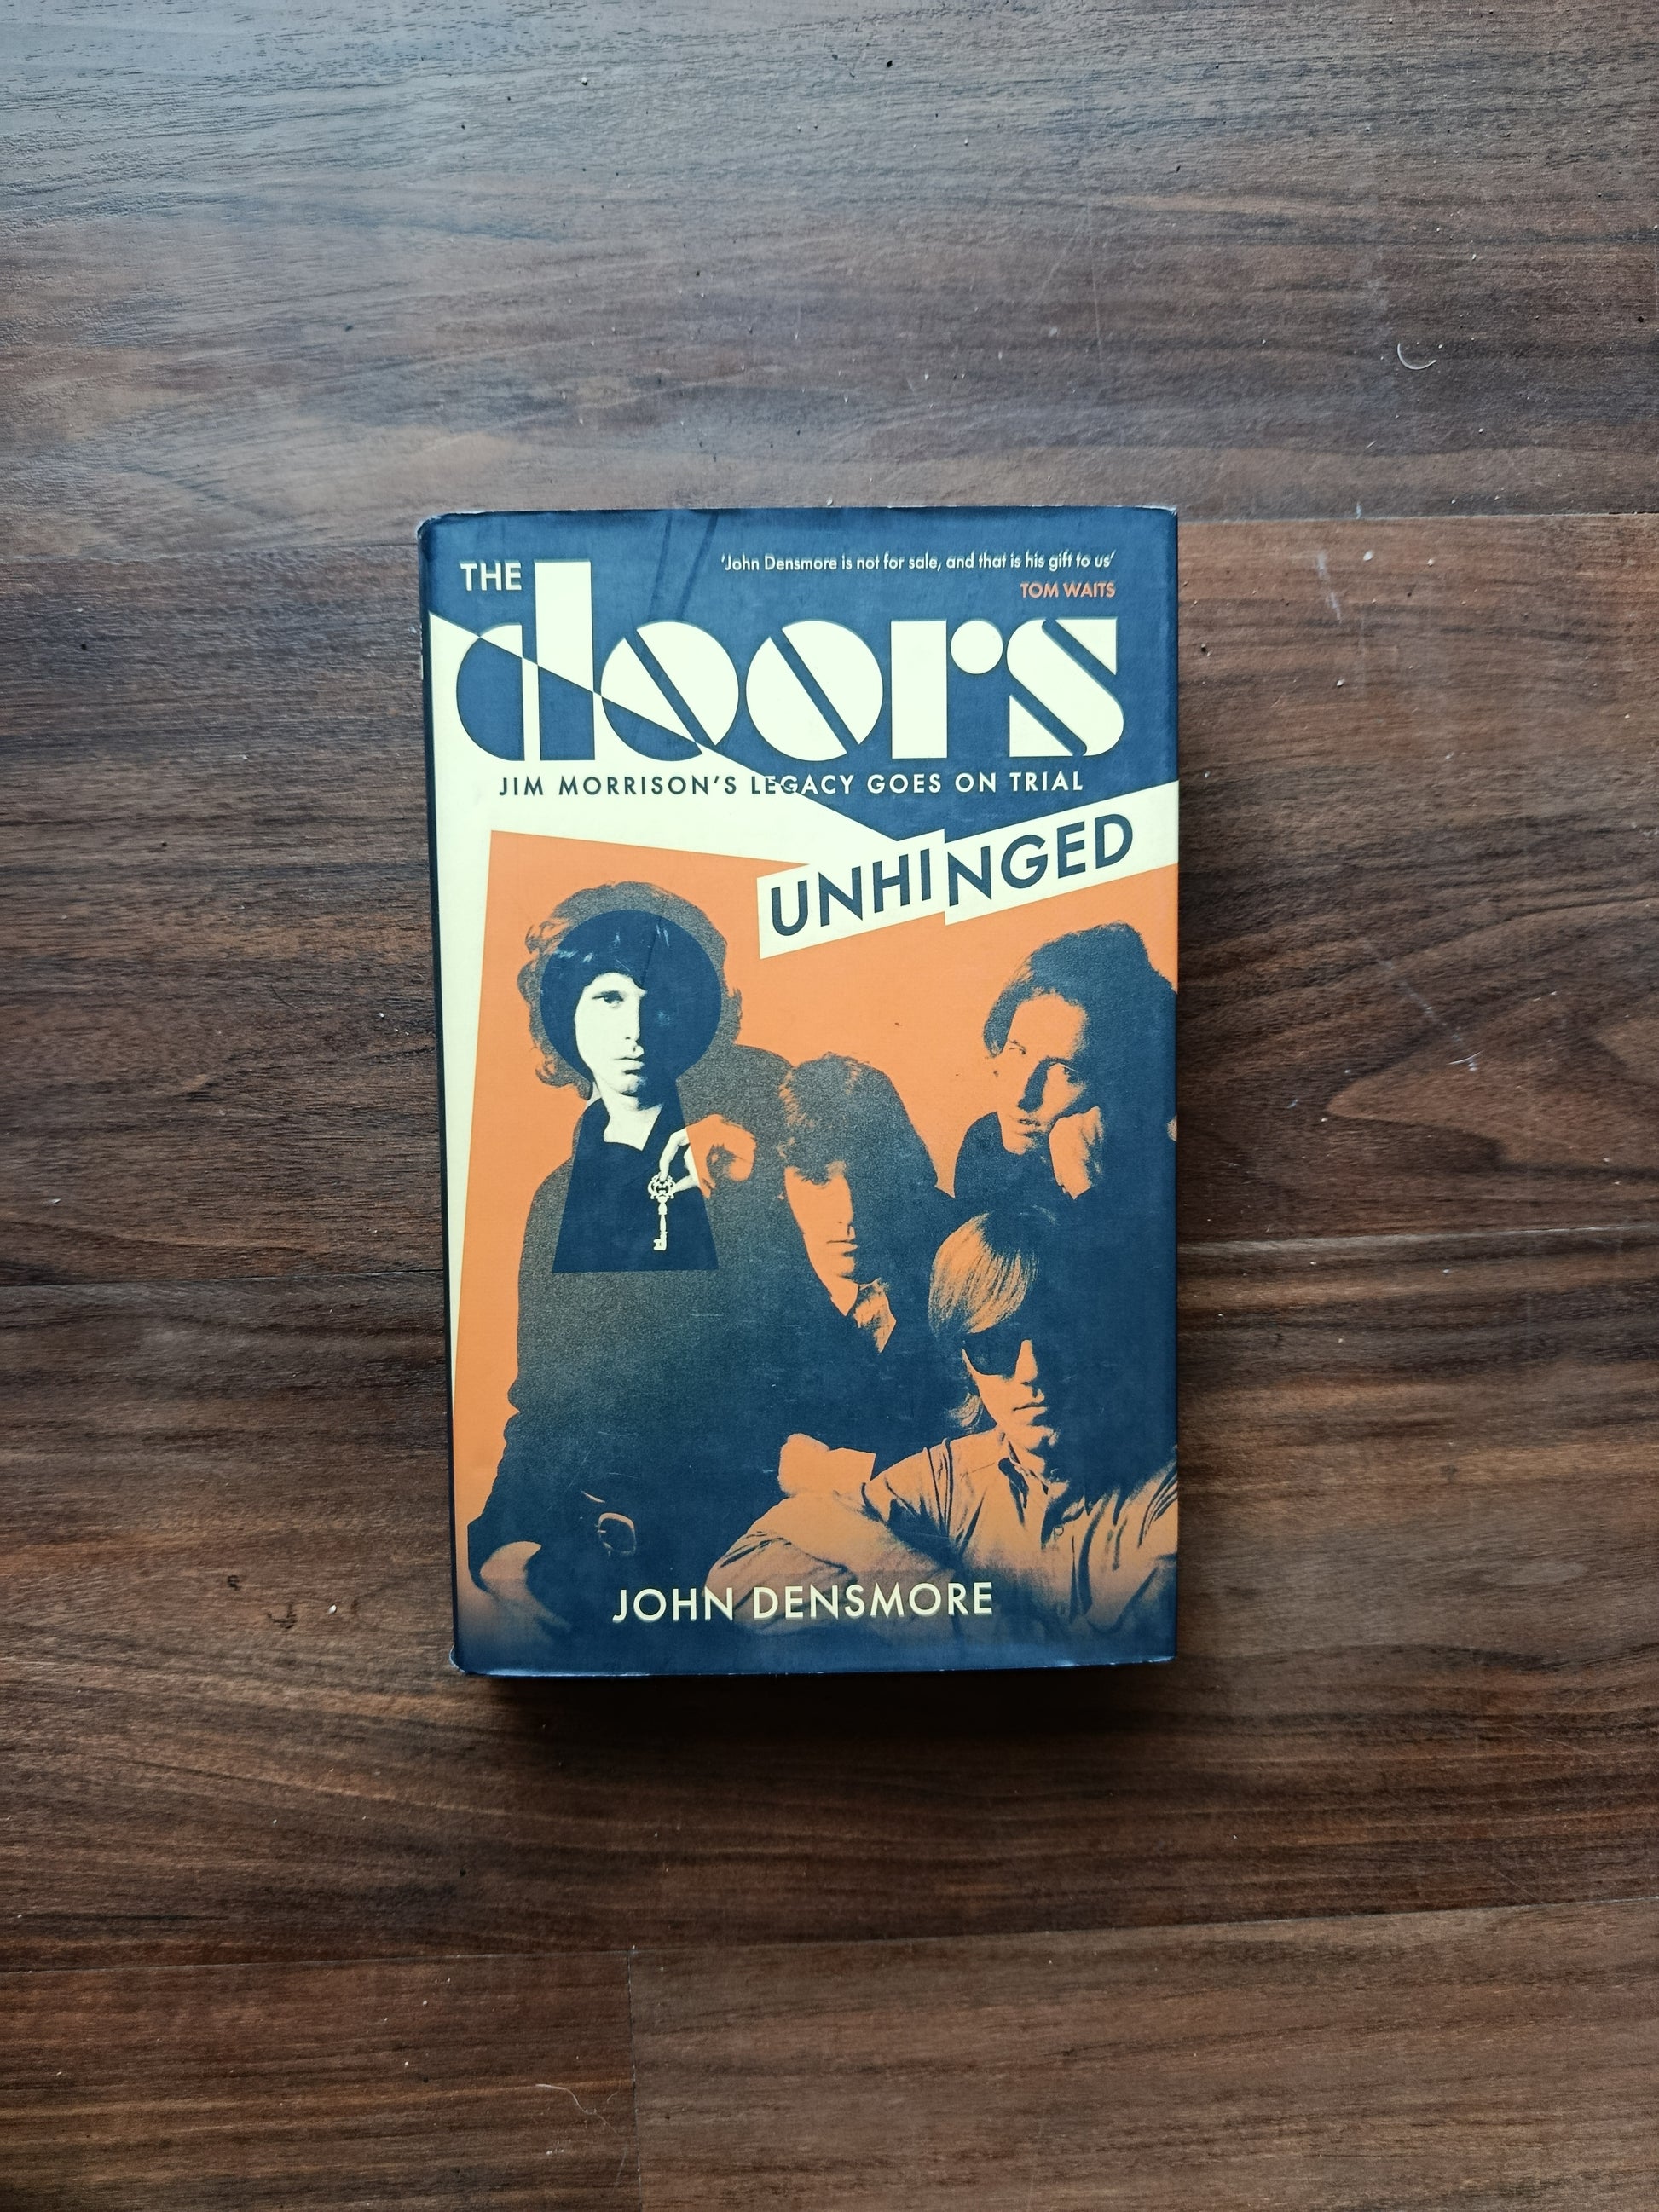 THE
'John Densmore is not for sale, and that is his gift to us'
TOM WAITS
doors
JIM MORRISON'S LEGACY GOES ON TRIAL
UNHINGED
JOHN DENSMORE